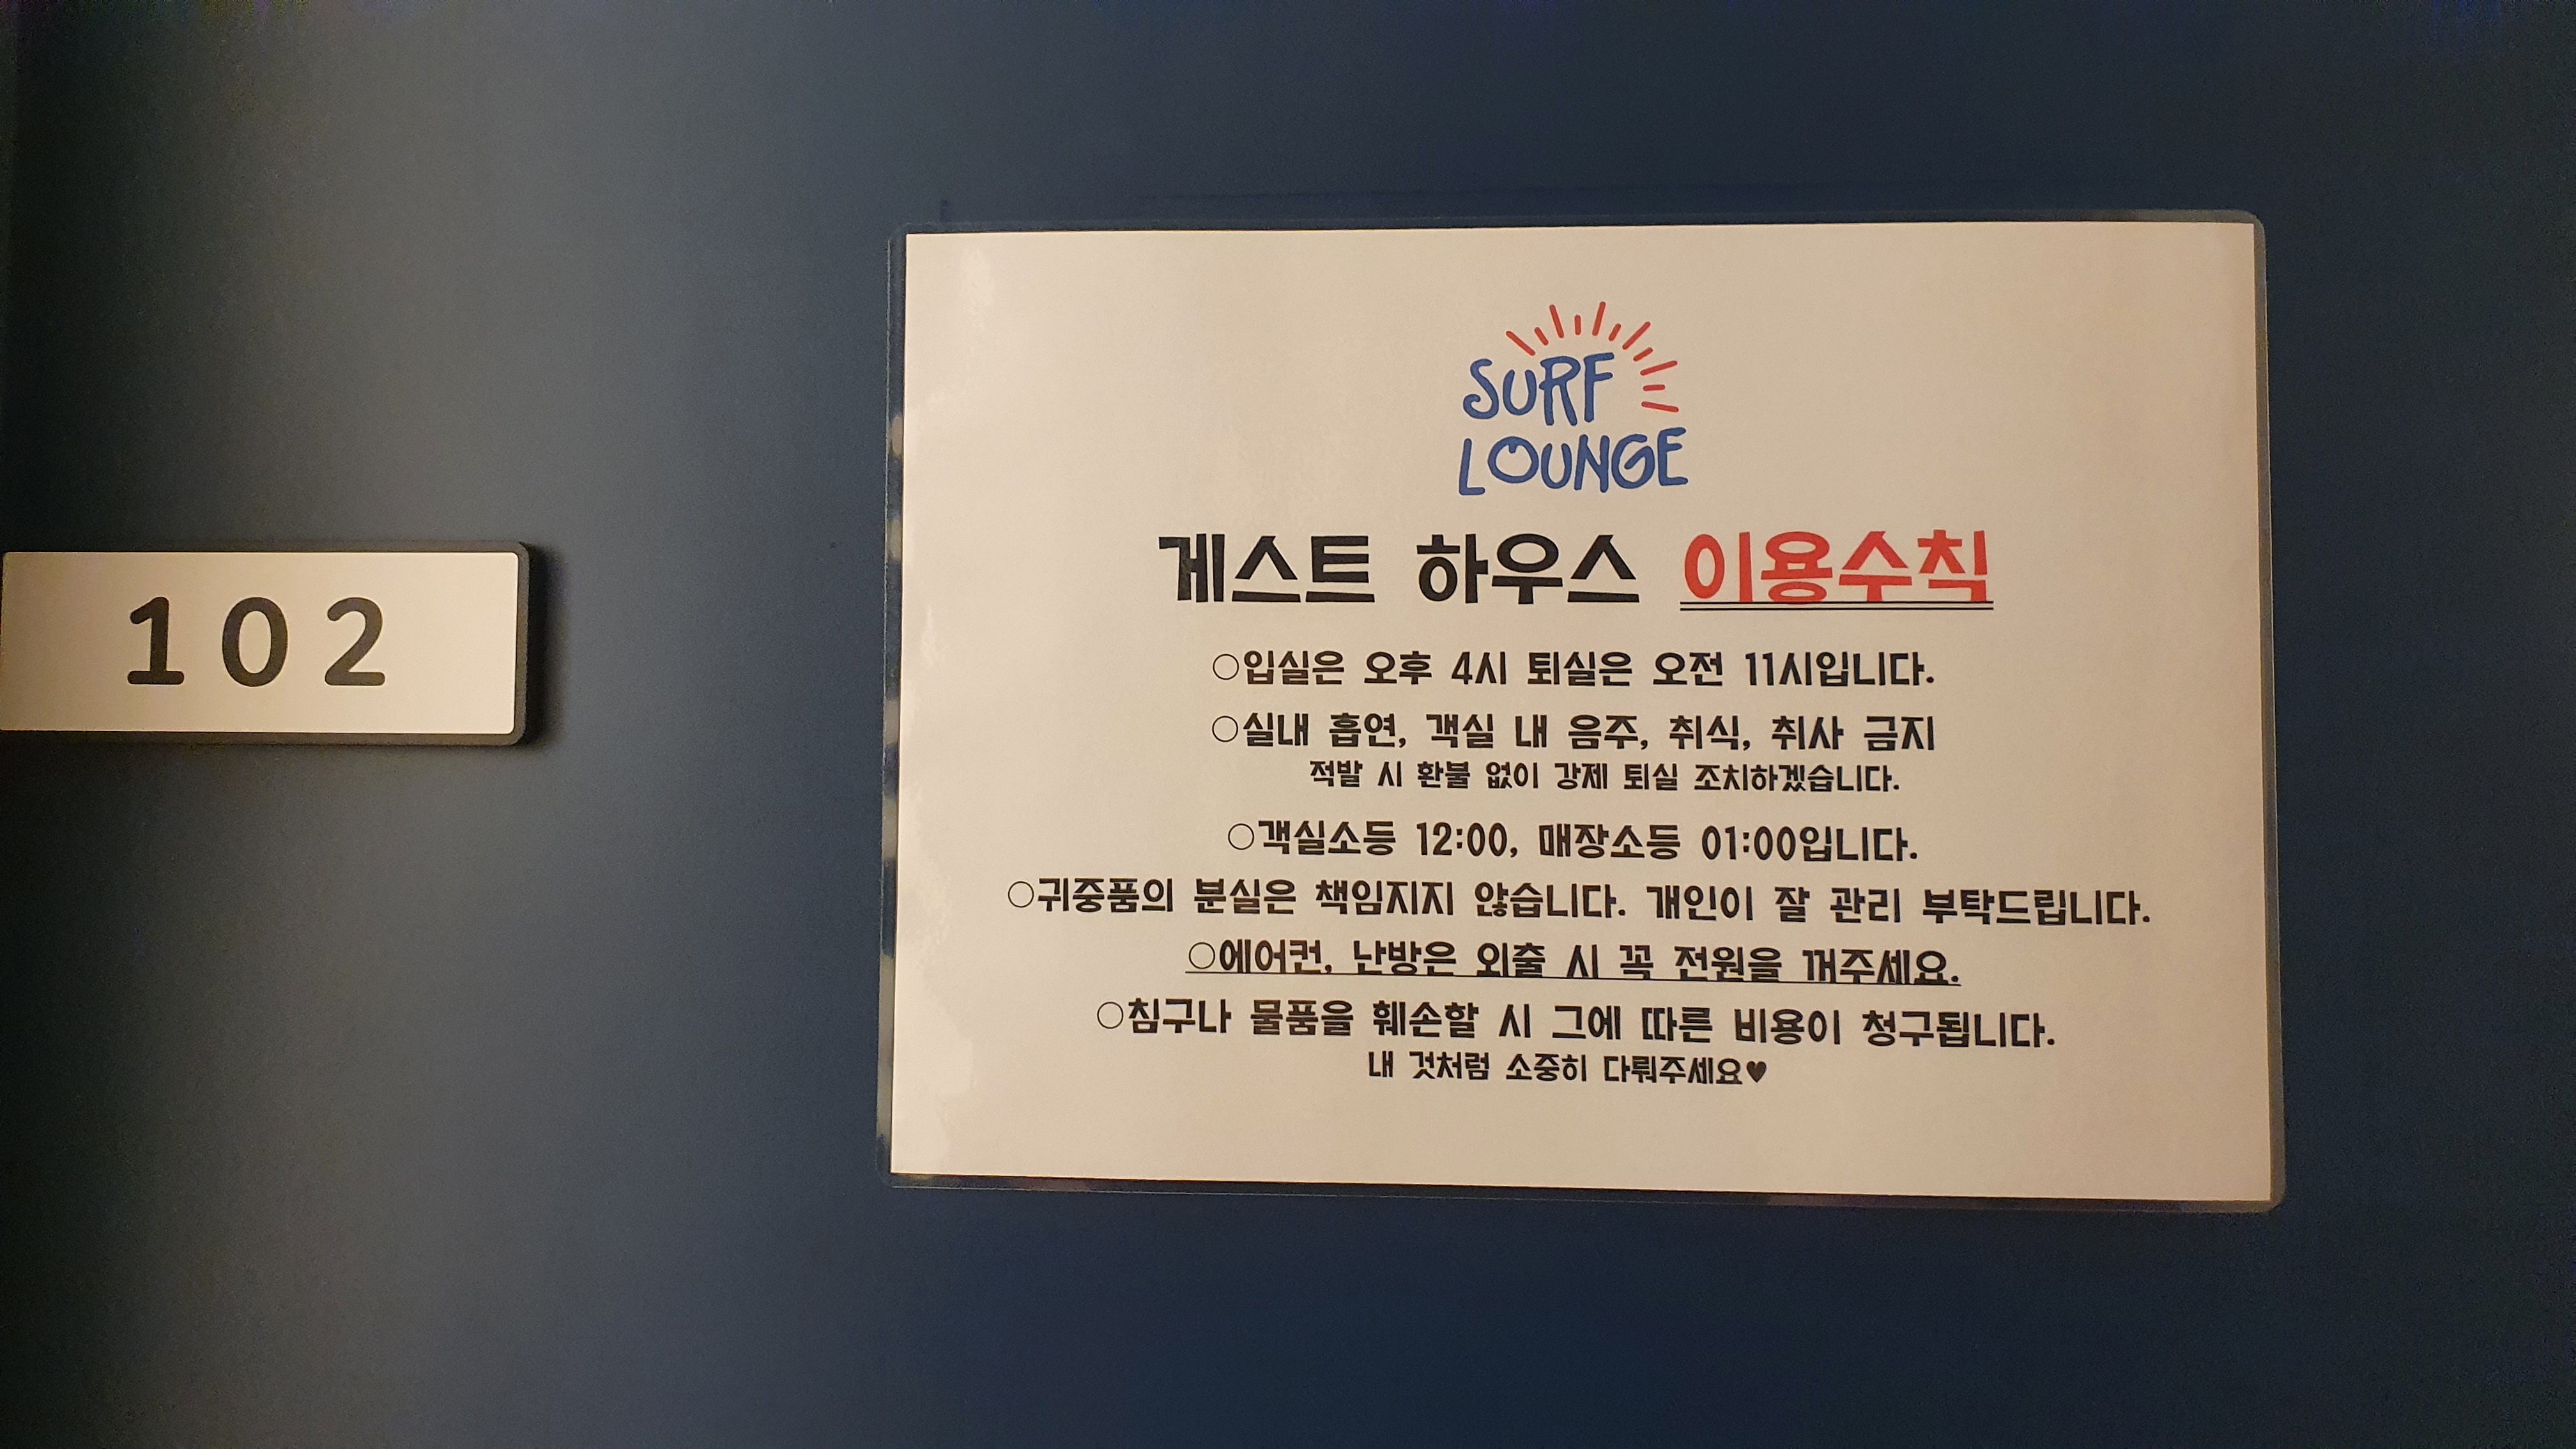 102
SURF
LOUNGE
게스트 하우스 이용수칙
○입실은 오후 4시 퇴실은 오전 11시입니다.
○실내 흡연, 객실 내 음주, 취식, 취사 금지
적발 시 환불 없이 강제 퇴실 조치하겠습니다.
○객실소등 12:00, 매장소등 01:00입니다.
○귀중품의 분실은 책임지지 않습니다. 개인이 잘 관리 부탁드립니다.
○에어컨, 난방은 외출 시 꼭 전원을 꺼주세요.
○침구나 물품을 훼손할 시 그에 따른 비용이 청구됩니다.
내 것처럼 소중히 다뤄주세요♥